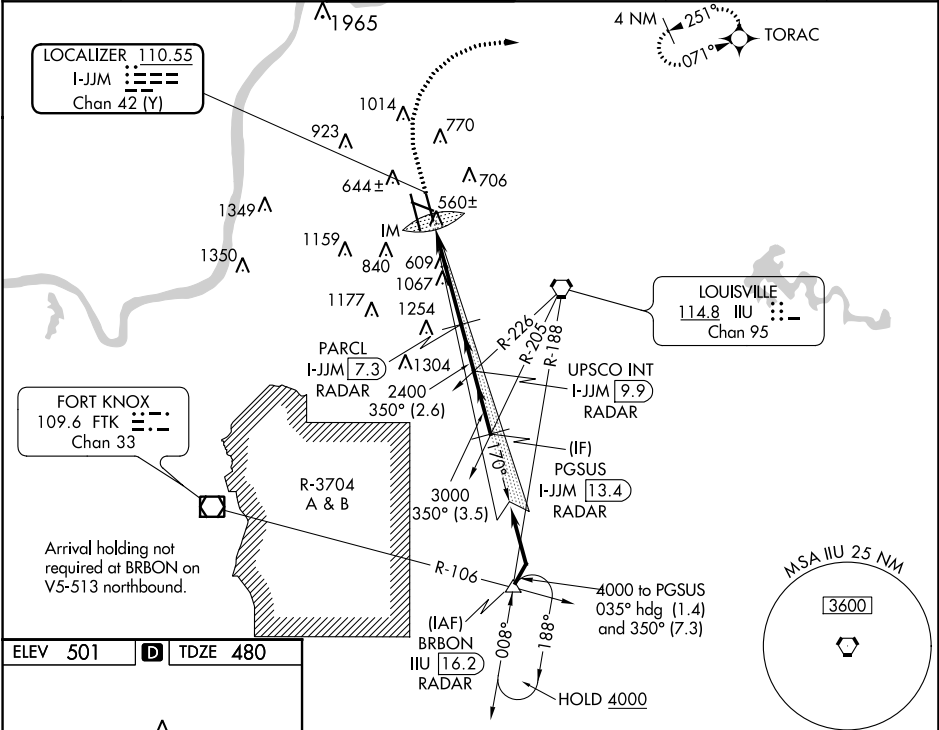 1965
4 NM
251°
071°
TORAC
LOCALIZER 110.55
I-JJM
Chan 42 (Y)
1014
923
770
644±
706
560±
1349
IM
1159
840
609
1350
1067
1177
1254
LOUISVILLE
114.8 IIU
Chan 95
R-226
R-205
R-188
PARCL
I-JJM 7.3
RADAR
1304
2400
350° (2.6)
UPSCO INT
I-JJM 9.9
RADAR
FORT KNOX
109.6 FTK
Chan 33
(IF)
PGSUS
I-JJM 13.4
RADAR
170°
R-3704
A & B
3000
350° (3.5)
Arrival holding not
required at BRBON on
V5-513 northbound.
R-106
MSA IIU 25 NM
3600
4000 to PGSUS
035° hdg (1.4)
and 350° (7.3)
(IAF)
BRBON
IIU 16.2
RADAR
008°
188°
HOLD 4000
ELEV 501
D
TDZE 480